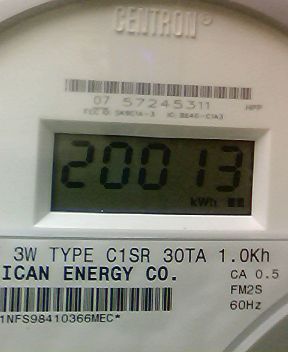 CENTRON®
07 57245311 HPP
20013
kWh
3W TYPE C1SR 30TA 1.0Kh
ICAN ENERGY CO. CA 0.5
FM2S
60Hz
1NFS98410366MEC*